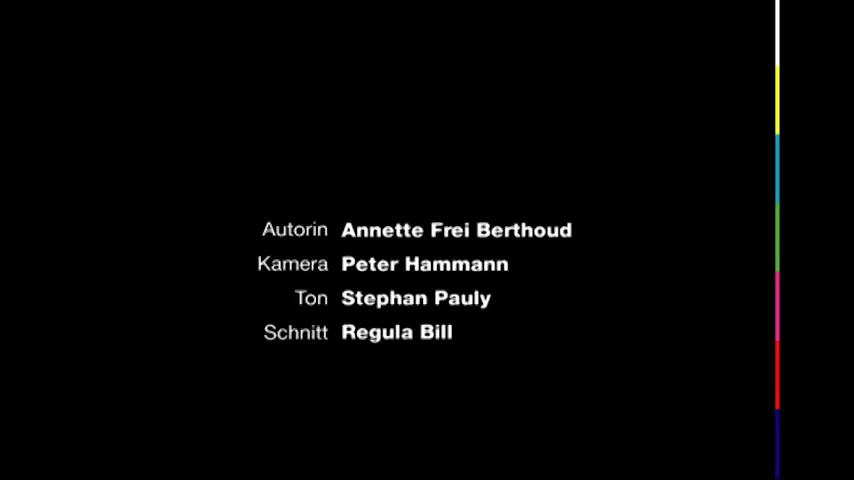 Autorin Annette Frei Berthoud
Kamera Peter Hammann
Ton Stephan Pauly
Schnitt Regula Bill